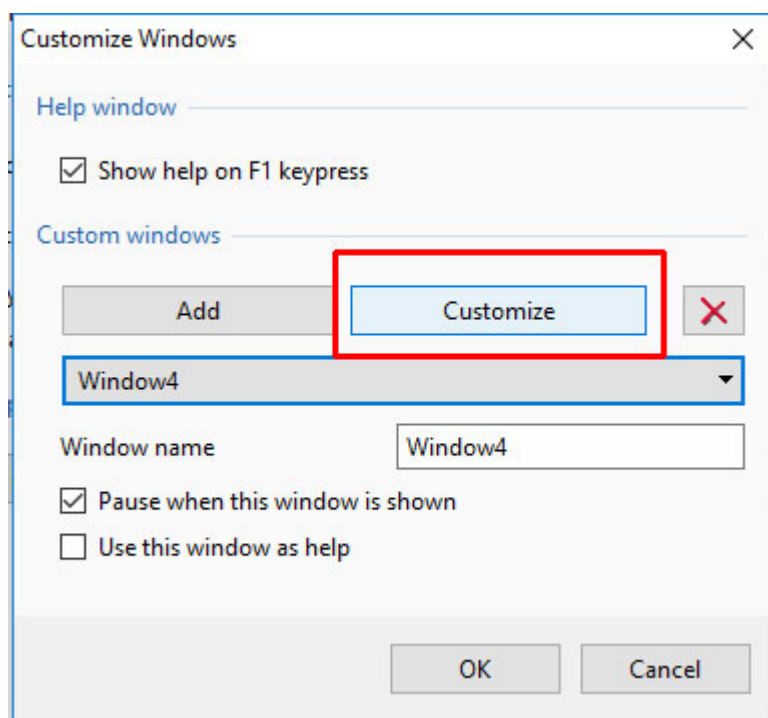 Customize Windows
Help window
Show help on F1 keypress
Custom windows
Add Customize
Window4
Window name Window4
Pause when this window is shown
Use this window as help
OK Cancel